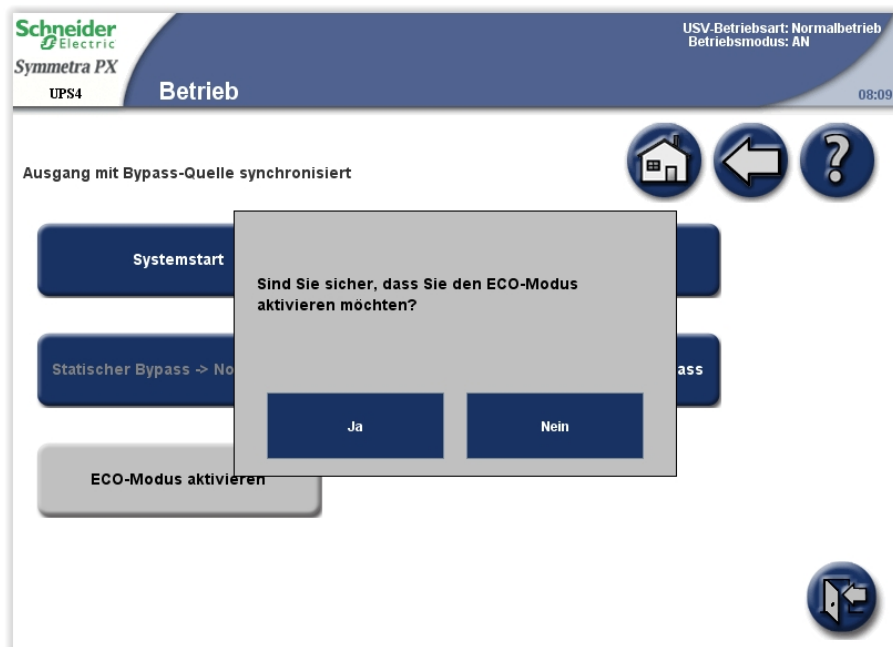 Schneider
Electric
Symmetra PX
UPS4
Betrieb
USV-Betriebsart: Normalbetrieb
Betriebsmodus: AN
08:09
Ausgang mit Bypass-Quelle synchronisiert
?
Systemstart
Sind Sie sicher, dass Sie den ECO-Modus
aktivieren möchten?
Statischer Bypass -> No
ass
Ja
Nein
ECO-Modus aktivieren